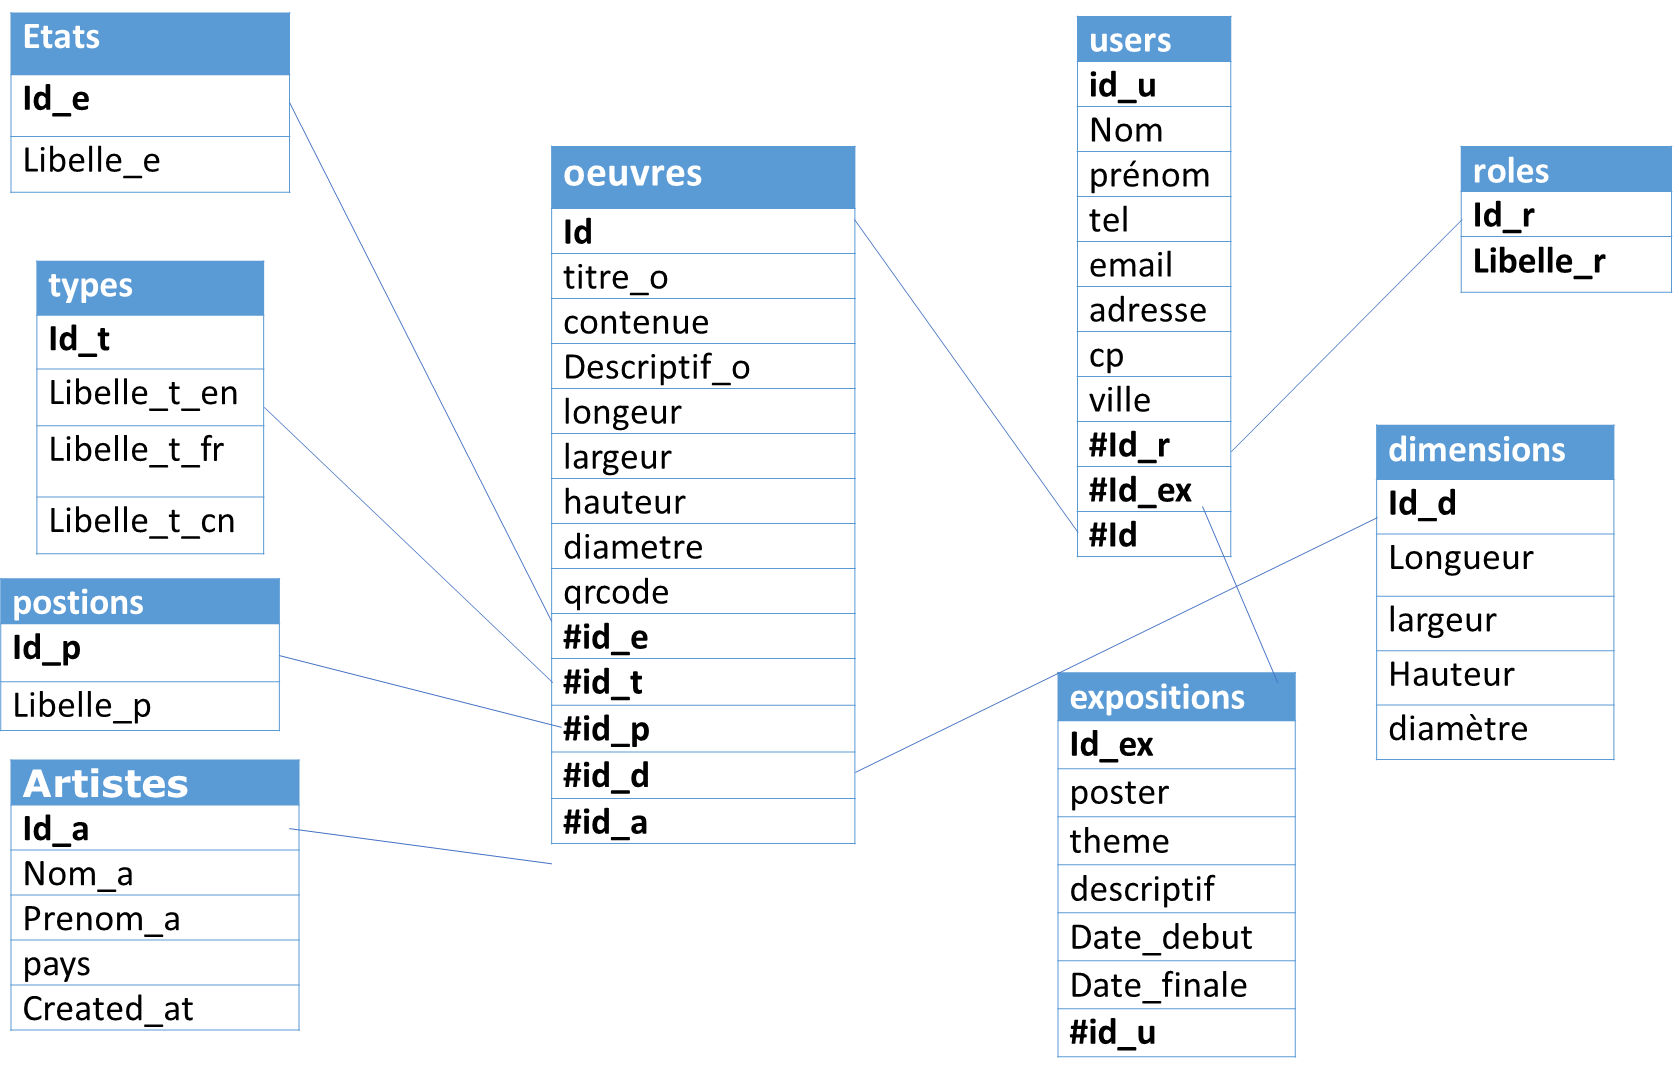 Etats
Id_e
Libelle_e
types
Id_t
Libelle_t_en
Libelle_t_fr
Libelle_t_cn
postions
Id_p
Libelle_p
Artistes
Id_a
Nom_a
Prenom_a
pays
Created_at
oeuvres
Id
titre_o
contenue
Descriptif_o
longeur
largeur
hauteur
diametre
qrcode
#id_e
#id_t
#id_p
#id_d
#id_a
users
id_u
Nom
prénom
tel
email
adresse
cp
ville
#Id_r
#Id_ex
#Id
expositions
Id_ex
poster
theme
descriptif
Date_debut
Date_finale
#id_u
roles
Id_r
Libelle_r
dimensions
Id_d
Longueur
largeur
Hauteur
diamètre